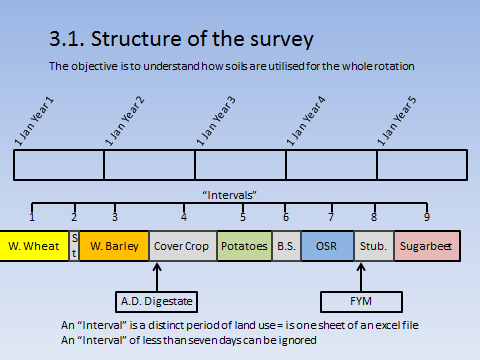 3.1. Structure of the survey
The objective is to understand how soils are utilised for the whole rotation
1 Jan Year 1
1 Jan Year 2
1 Jan Year 3
1 Jan Year 4
1 Jan Year 5
“Intervals”
1 2 3 4 5 6 7 8 9
W. Wheat
S
t
W. Barley
Cover Crop
Potatoes
B.S.
OSR
Stub.
Sugarbeet
A.D. Digestate
FYM
An “Interval” is a distinct period of land use = is one sheet of an excel file
An “Interval” of less than seven days can be ignored